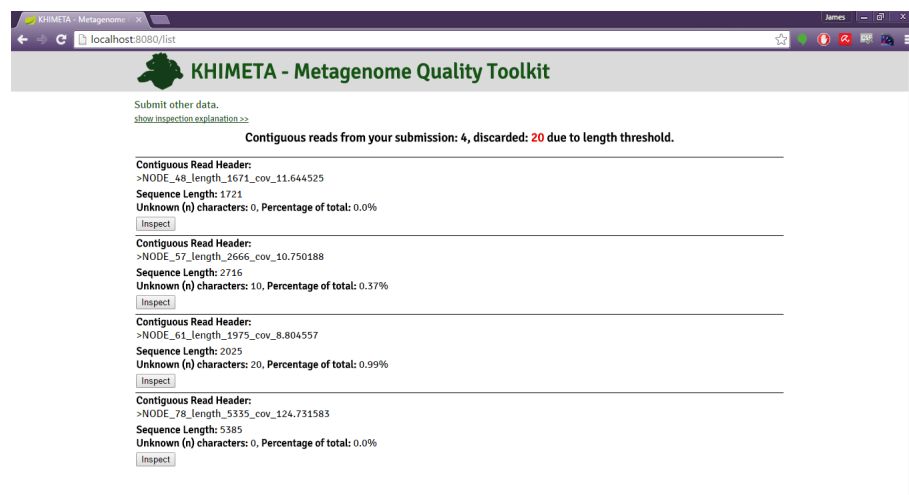 KHIMETA - Metagenome
James
localhost:8080/list
KHIMETA - Metagenome Quality Toolkit
Submit other data.
show inspection explanation >>
Contiguous reads from your submission: 4, discarded: 20 due to length threshold.
Contiguous Read Header:
>NODE_48_length_1671_cov_11.644525
Sequence Length: 1721
Unknown (n) characters: 0, Percentage of total: 0.0%
Inspect
Contiguous Read Header:
>NODE_57_length_2666_cov_10.750188
Sequence Length: 2716
Unknown (n) characters: 10, Percentage of total: 0.37%
Inspect
Contiguous Read Header:
>NODE_61_length_1975_cov_8.804557
Sequence Length: 2025
Unknown (n) characters: 20, Percentage of total: 0.99%
Inspect
Contiguous Read Header:
>NODE_78_length_5335_cov_124.731583
Sequence Length: 5385
Unknown (n) characters: 0, Percentage of total: 0.0%
Inspect